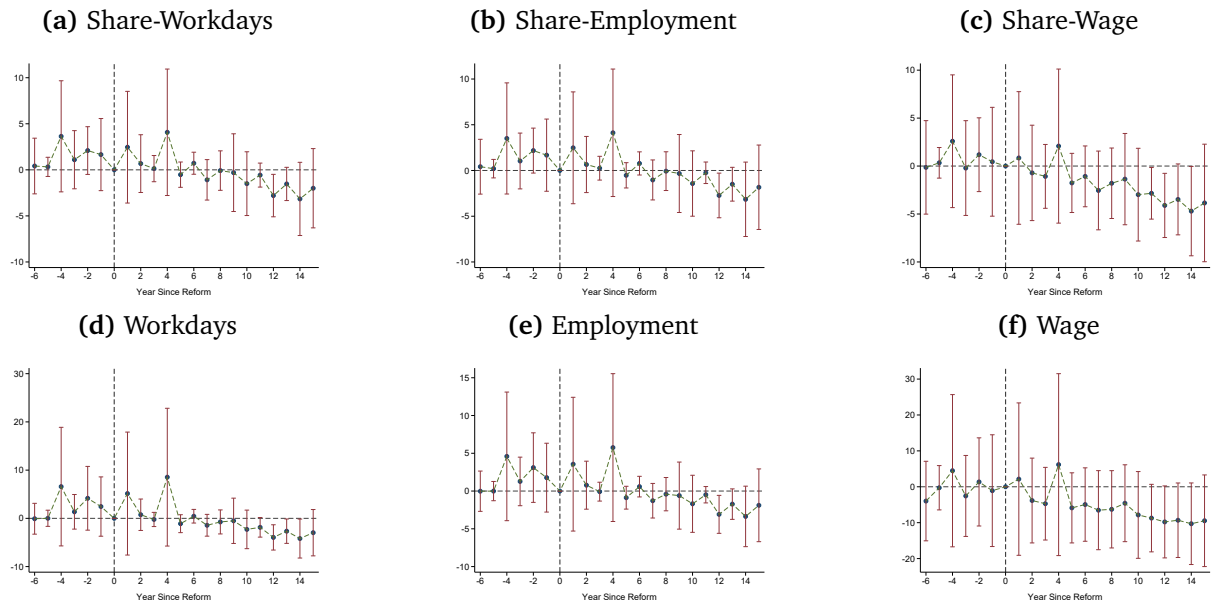 (a) Share-Workdays
(b) Share-Employment
(c) Share-Wage
10
5
0
-5
-10
-6 -4 -2 0 2 4 6 8 10 12 14
Year Since Reform
10
5
0
-5
-10
-6 -4 -2 0 2 4 6 8 10 12 14
Year Since Reform
10
5
0
-5
-10
-6 -4 -2 0 2 4 6 8 10 12 14
Year Since Reform
(d) Workdays
(e) Employment
(f) Wage
30
20
10
0
-10
-6 -4 -2 0 2 4 6 8 10 12 14
Year Since Reform
15
10
5
0
-5
-10
-6 -4 -2 0 2 4 6 8 10 12 14
Year Since Reform
30
20
10
0
-10
-20
-6 -4 -2 0 2 4 6 8 10 12 14
Year Since Reform